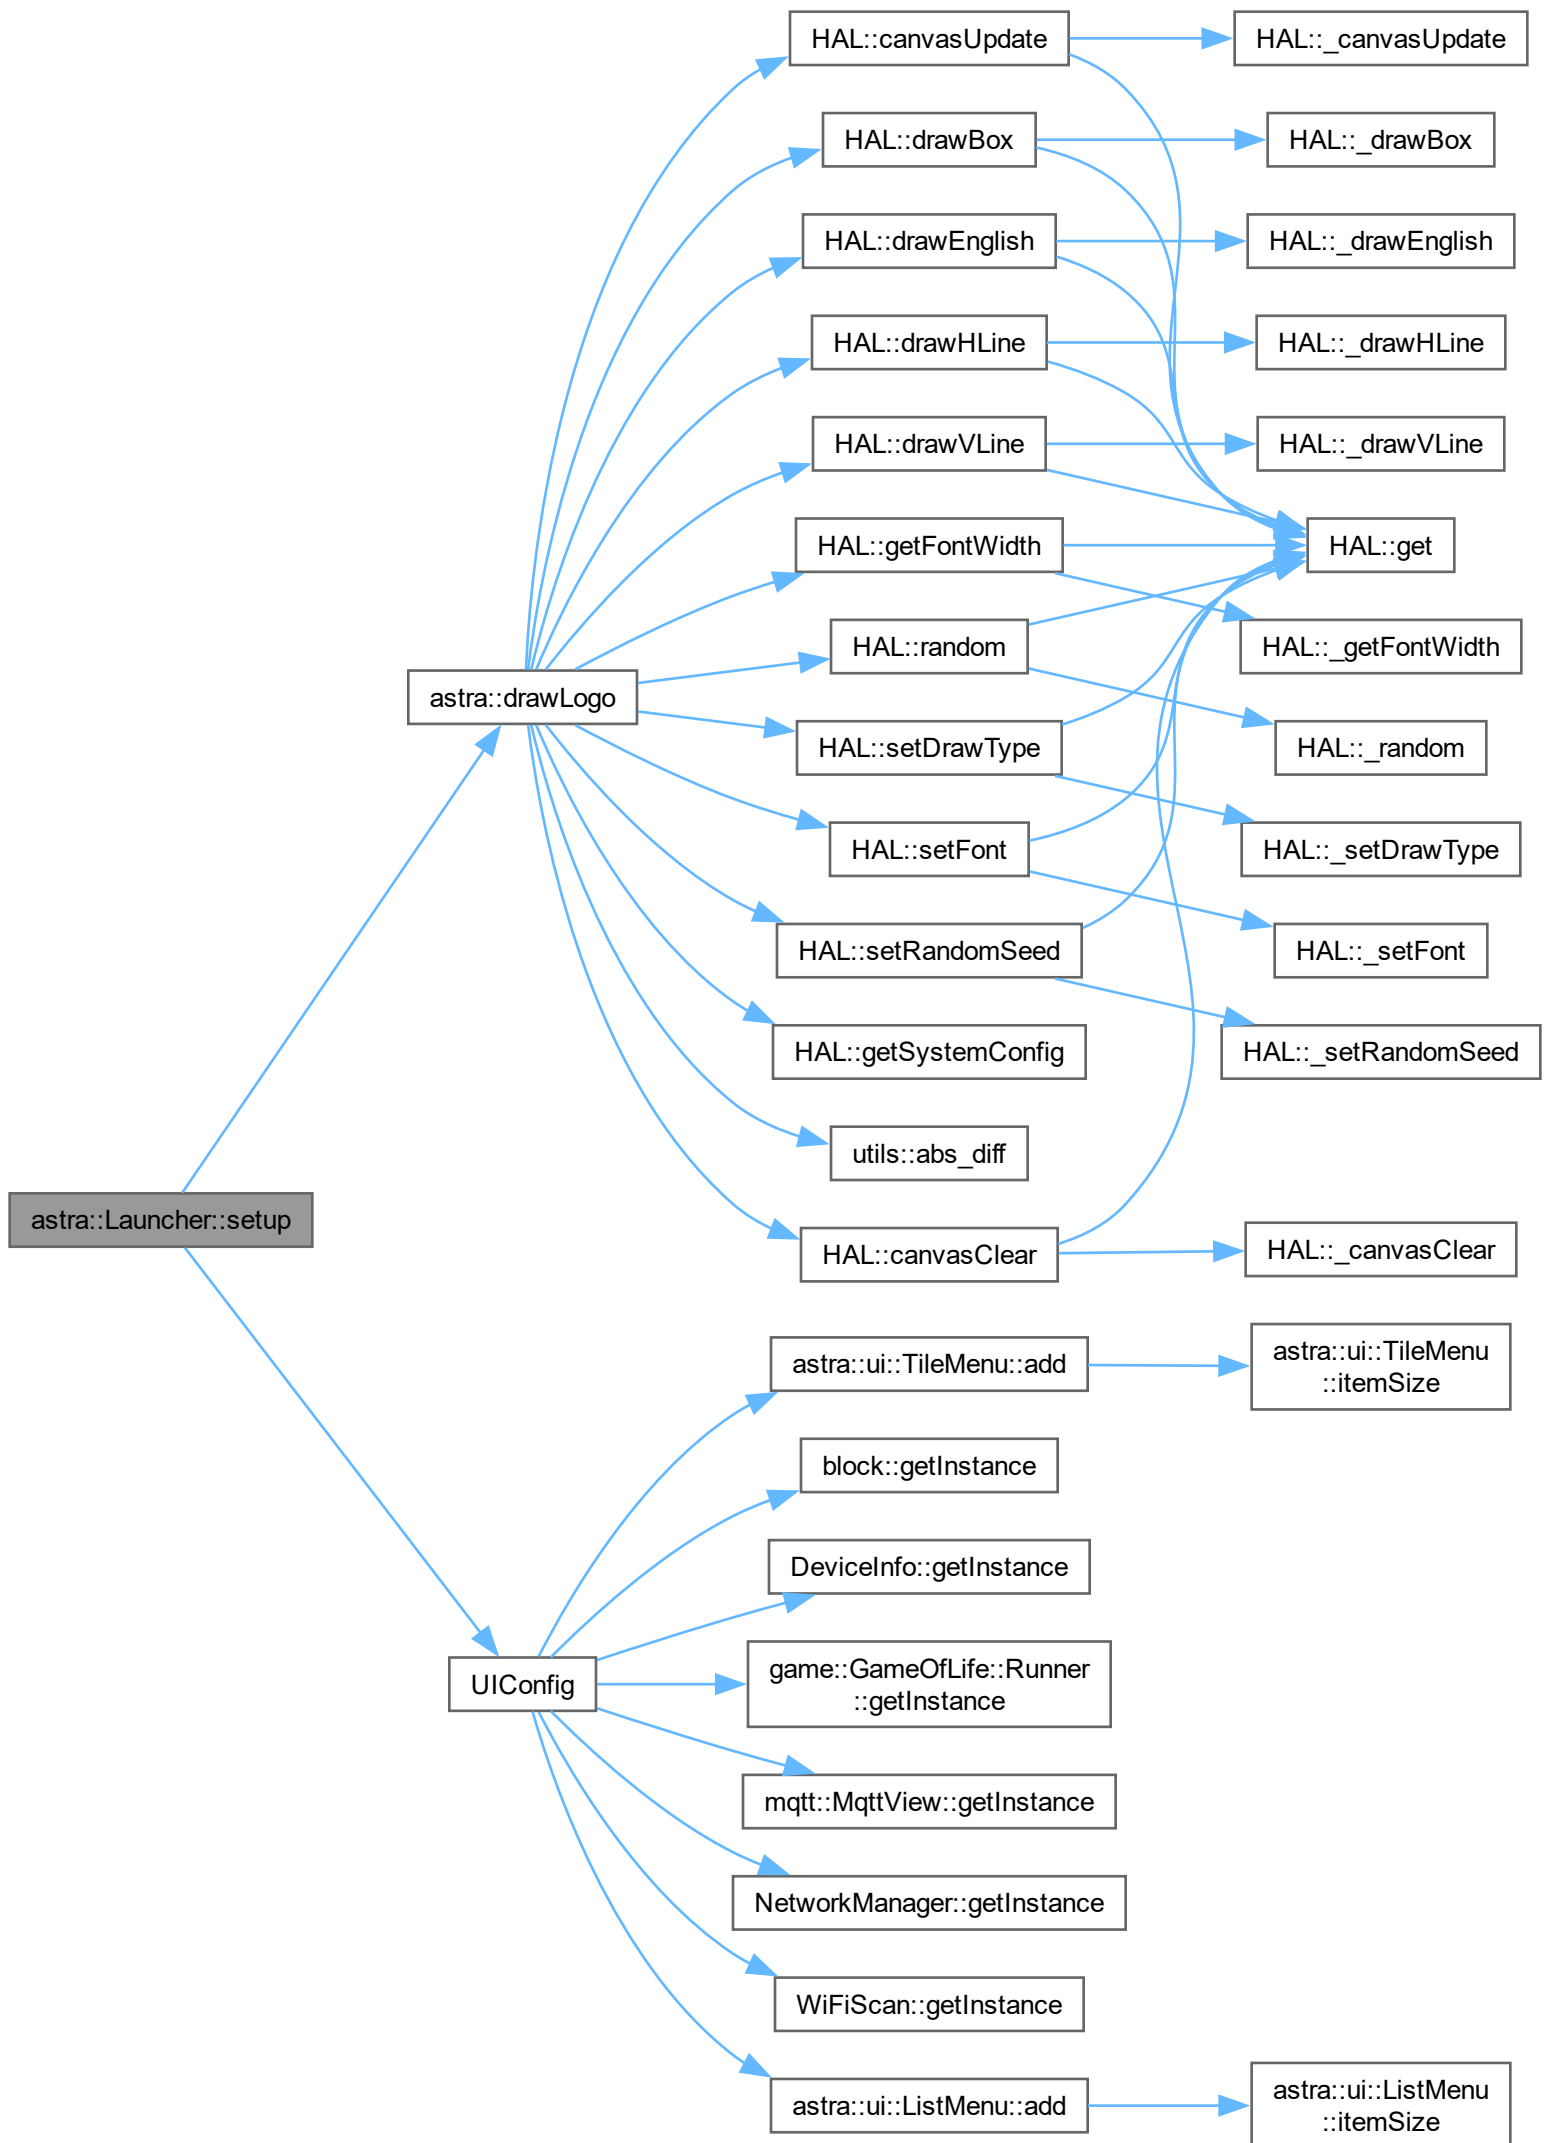 HAL::canvasUpdate
HAL::_canvasUpdate
HAL::drawBox
HAL::_drawBox
HAL::drawEnglish
HAL::_drawEnglish
HAL::drawHLine
HAL::_drawHLine
HAL::drawVLine
HAL::_drawVLine
HAL::getFontWidth
HAL::get
HAL::random
HAL::_getFontWidth
astra::drawLogo
HAL::setDrawType
HAL::_random
HAL::setFont
HAL::_setDrawType
HAL::setRandomSeed
HAL::_setFont
HAL::getSystemConfig
HAL::_setRandomSeed
utils::abs_diff
astra::Launcher::setup
HAL::canvasClear
HAL::_canvasClear
astra::ui::TileMenu::add
astra::ui::TileMenu
::itemSize
block::getInstance
DeviceInfo::getInstance
UIConfig
game::GameOfLife::Runner
::getInstance
mqtt::MqttView::getInstance
NetworkManager::getInstance
WiFiScan::getInstance
astra::ui::ListMenu::add
astra::ui::ListMenu
::itemSize